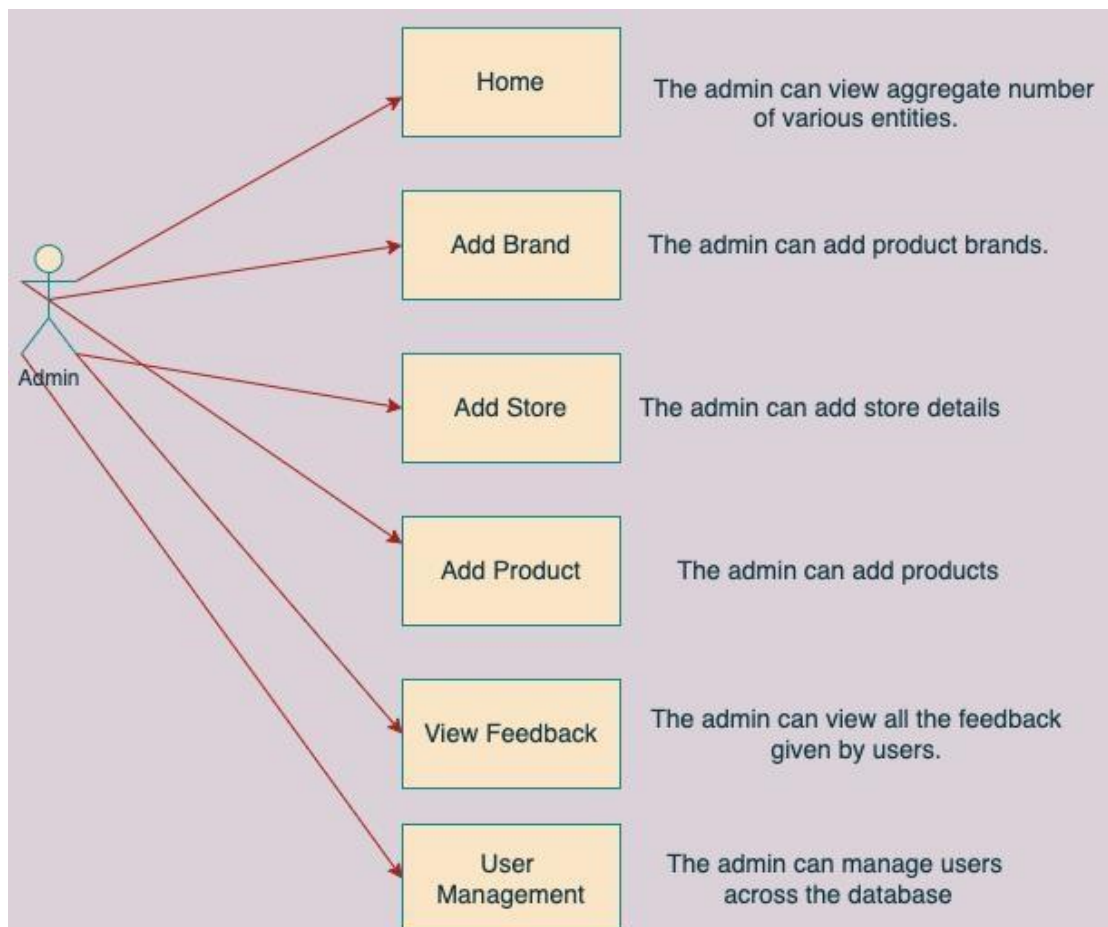 Home
The admin can view aggregate number
of various entities.
Add Brand
The admin can add product brands.
Admin
Add Store
The admin can add store details
Add Product
The admin can add products
View Feedback
The admin can view all the feedback
given by users.
User
Management
The admin can manage users
across the database